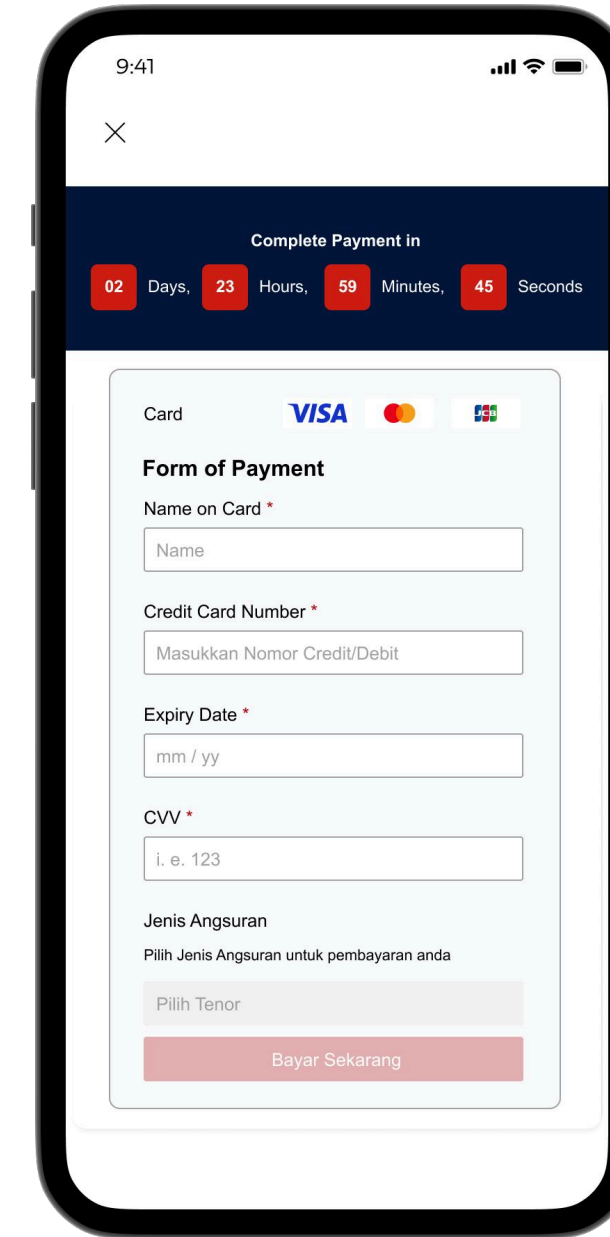 9:41
Complete Payment in
02 Days, 23 Hours, 59 Minutes, 45 Seconds
Card VISA JCB
Form of Payment
Name on Card *
Name
Credit Card Number *
Masukkan Nomor Credit/Debit
Expiry Date *
mm / yy
CVV *
i. e. 123
Jenis Angsuran
Pilih Jenis Angsuran untuk pembayaran anda
Pilih Tenor
Bayar Sekarang